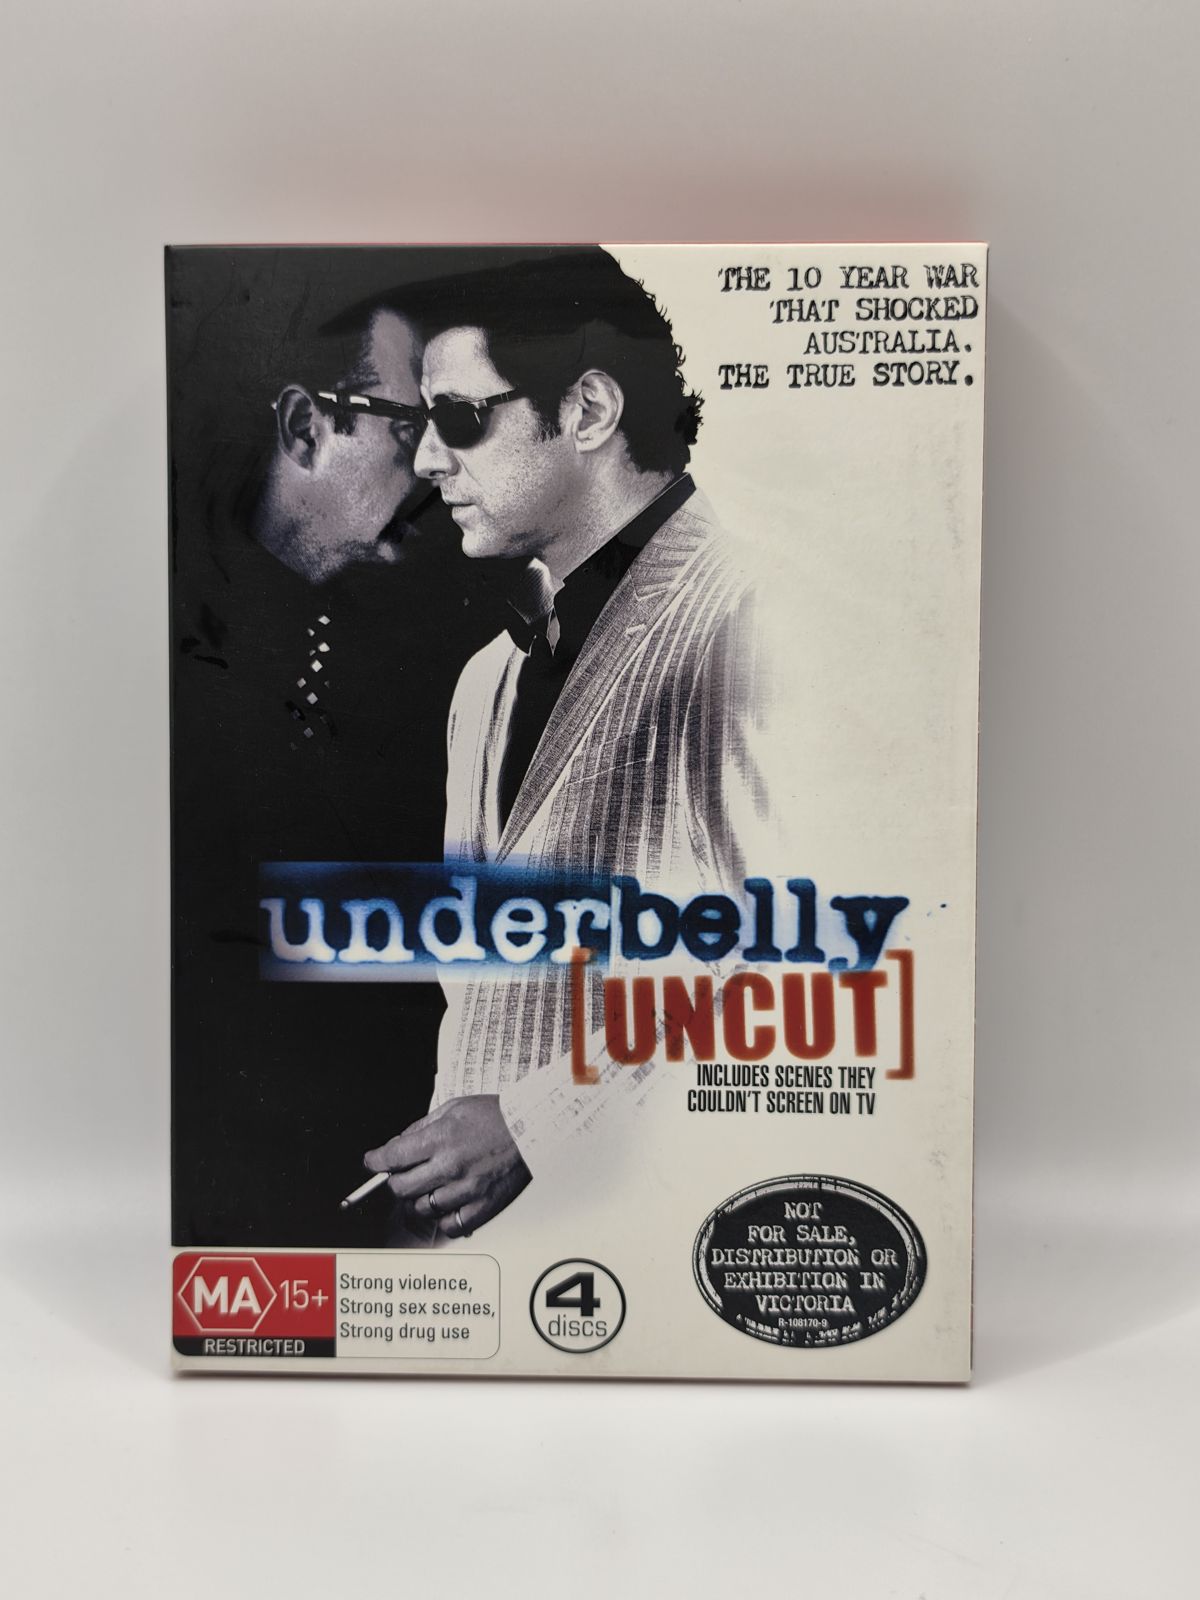 THE 10 YEAR WAR
THAT SHOCKED
AUSTRALIA.
THE TRUE STORY.
underbelly
[UNCUT]
INCLUDES SCENES THEY
COULDN'T SCREEN ON TV
NOT
FOR SALE,
DISTRIBUTION OR
EXHIBITION IN
VICTORIA
R-108170-9
MA 15+
RESTRICTED
Strong violence,
Strong sex scenes,
Strong drug use
4
discs